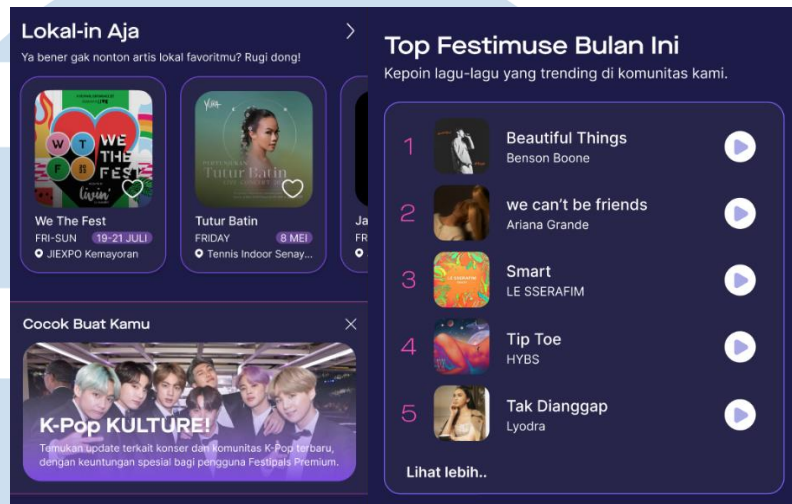 Lokal-in Aja
Ya bener gak nonton artis lokal favoritmu? Rugi dong!
WE
THE
FEST
W T
F
livin'
Yura
Tutur Batin
We The Fest
FRI-SUN 19-21 JULI
JIEXPO Kemayoran
Tutur Batin
FRIDAY 8 MEI
Tennis Indoor Senay...
Ja
FR
Cocok Buat Kamu
K-Pop KULTURE!
Temukan update terkait konser dan komunitas K-Pop terbaru,
dengan keuntungan spesial bagi pengguna Festipals Premium.
Top Festimuse Bulan Ini
Kepoin lagu-lagu yang trending di komunitas kami.
1
Beautiful Things
Benson Boone
2
we can't be friends
Ariana Grande
3
Smart
LE SSERAFIM
4
Tip Toe
HYBS
5
Tak Dianggap
Lyodra
Lihat lebih..